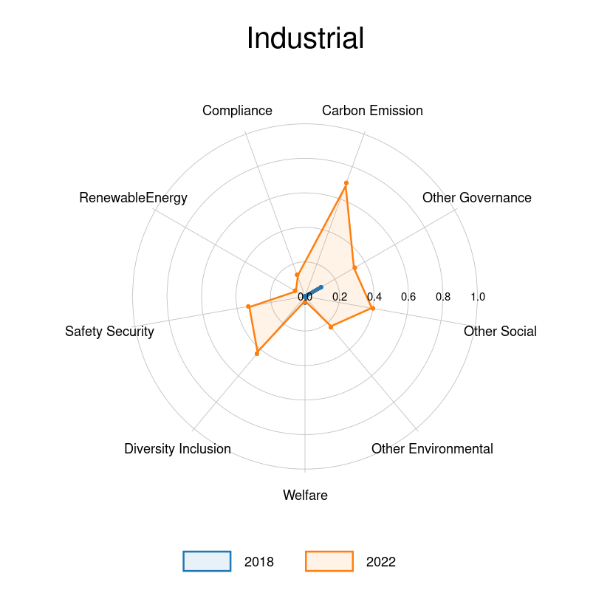 Industrial
Compliance
Carbon Emission
RenewableEnergy
Other Governance
0.0 0.2 0.4 0.6 0.8 1.0
Safety Security
Other Social
Diversity Inclusion
Other Environmental
Welfare
2018
2022